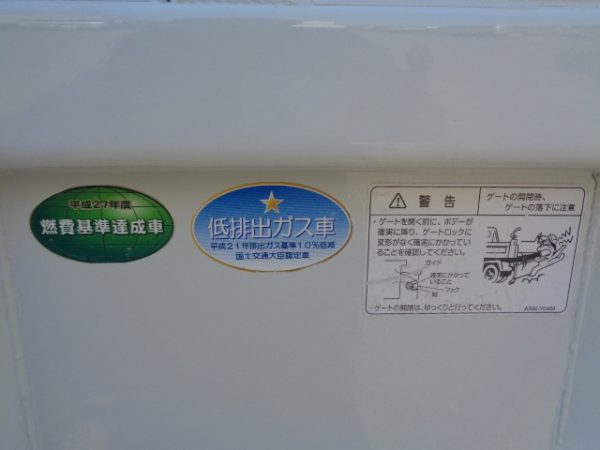 平成27年度
燃費基準達成車
低排出ガス車
平成21年排出ガス基準10%低減
国土交通大臣認定車
警告
ゲートの開閉時、
ゲートの落下に注意
・ゲートを開く前に、ボデーが
確実に降り、ゲートロックに
変形がなく確実にかかってい
ることを確認してください。
ガイド
確実にかかって
いること
フック
軸
・ゲートの開閉は、ゆっくりと行ってください。